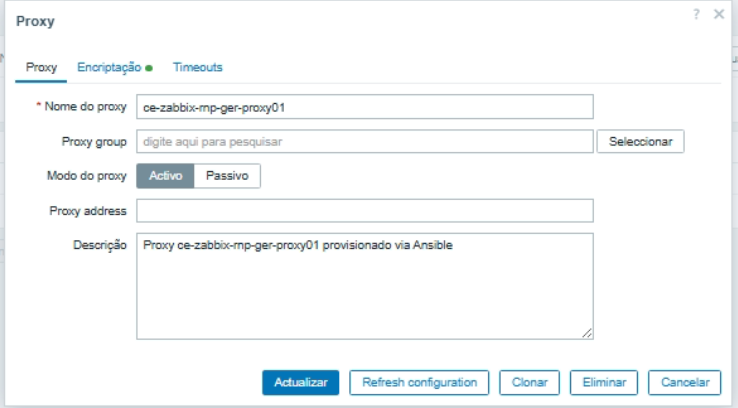 Proxy
? ×
Proxy Encriptação Timeouts
* Nome do proxy ce-zabbix-rnp-ger-proxy01
Proxy group digite aqui para pesquisar Seleccionar
Modo do proxy Activo Passivo
Proxy address
Descrição Proxy ce-zabbix-rnp-ger-proxy01 provisionado via Ansible
Actualizar Refresh configuration Clonar Eliminar Cancelar